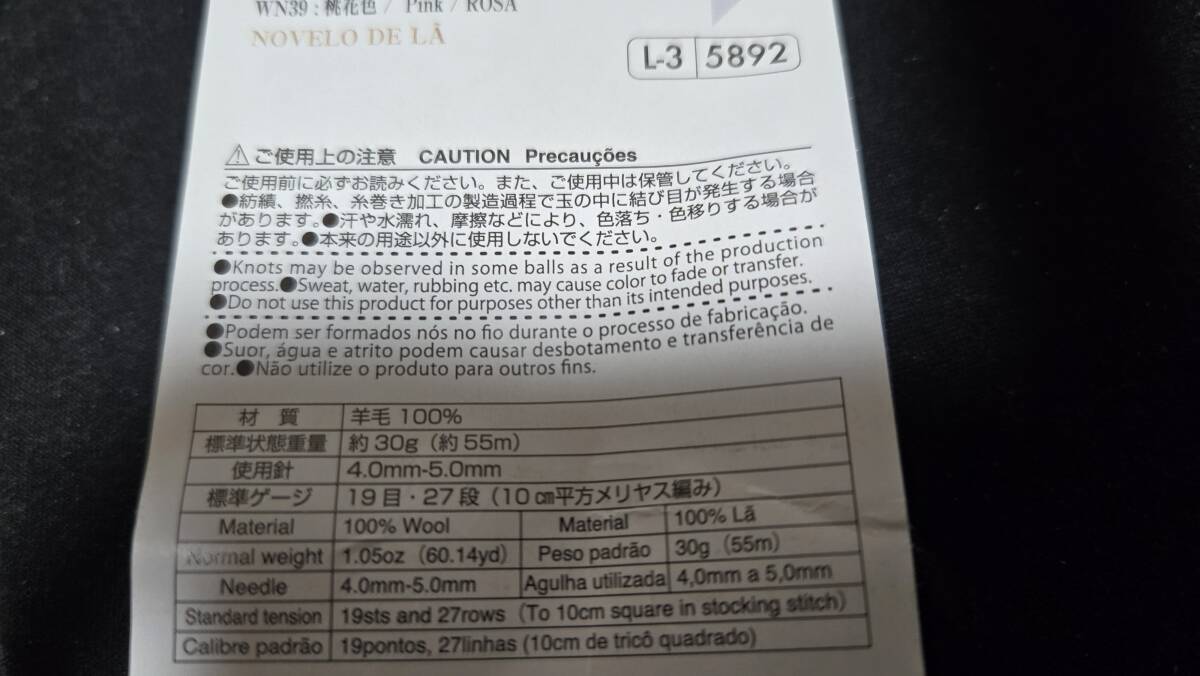 WN39 : 桃花色 / Pink / ROSA
NOVELO DE LÃ
L-3 5892
ご使用上の注意 CAUTION Precauções
ご使用前に必ずお読みください。また、ご使用中は保管してください。
●紡績、撚糸、糸巻き加工の製造過程で玉の中に結び目が発生する場合
があります。●汗や水濡れ、摩擦などにより、色落ち・色移りする場合が
あります。●本来の用途以外に使用しないでください。
●Knots may be observed in some balls as a result of the production
process.●Sweat, water, rubbing etc. may cause color to fade or transfer.
●Do not use this product for purposes other than its intended purposes.
●Podem ser formados nós no fio durante o processo de fabricação.
●Suor, água e atrito podem causar desbotamento e transferência de
cor.●Não utilize o produto para outros fins.
材 質 羊毛 100%
標準状態重量 約30g（約55m）
使用針 4.0mm-5.0mm
標準ゲージ 19目・27段（10㎝平方メリヤス編み）
Material 100% Wool Material 100% Lã
Normal weight 1.05oz (60.14yd) Peso padrão 30g (55m)
Needle 4.0mm-5.0mm Agulha utilizada 4,0mm a 5,0mm
Standard tension 19sts and 27rows (To 10cm square in stocking stitch)
Calibre padrão 19pontos, 27linhas (10cm de tricô quadrado)